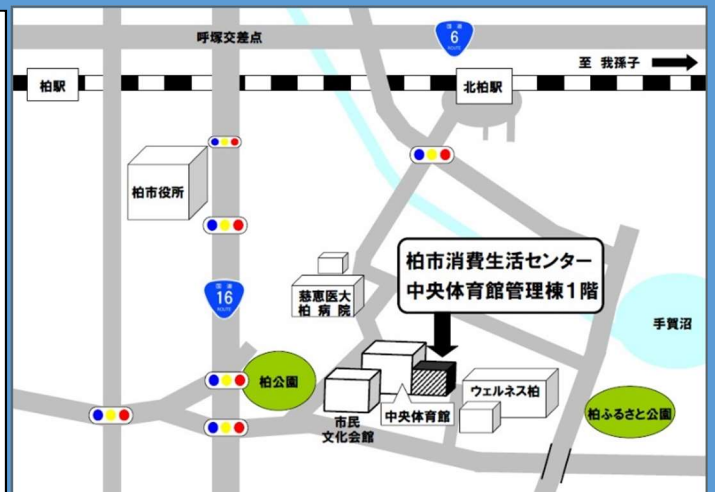 呼塚交差点
国道
6
ROUTE
至 我孫子
柏駅
北柏駅
柏市役所
柏市消費生活センター
中央体育館管理棟1階
国道
16
ROUTE
慈恵医大
柏病院
手賀沼
柏公園
ウェルネス柏
市民
文化会館
中央体育館
柏ふるさと公園